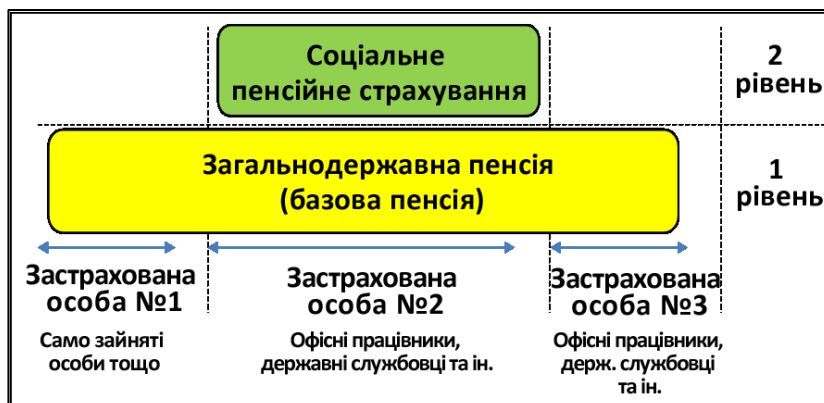 Соціальне
пенсійне страхування
2
рівень
Загальнодержавна пенсія
(базова пенсія)
1
рівень
Застрахована
особа №1
Застрахована
особа №2
Застрахована
особа №3
Само зайняті
особи тощо
Офісні працівники,
державні службовці та ін.
Офісні працівники,
держ. службовці
та ін.